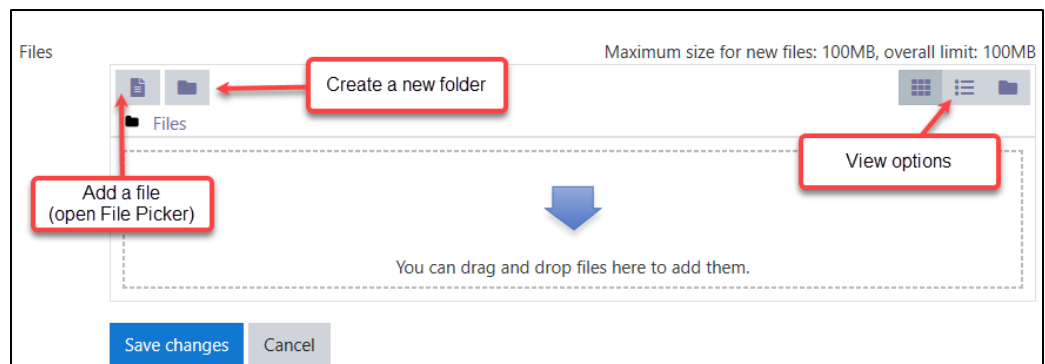 Files
Maximum size for new files: 100MB, overall limit: 100MB
Create a new folder
Files
View options
Add a file
(open File Picker)
You can drag and drop files here to add them.
Save changes
Cancel